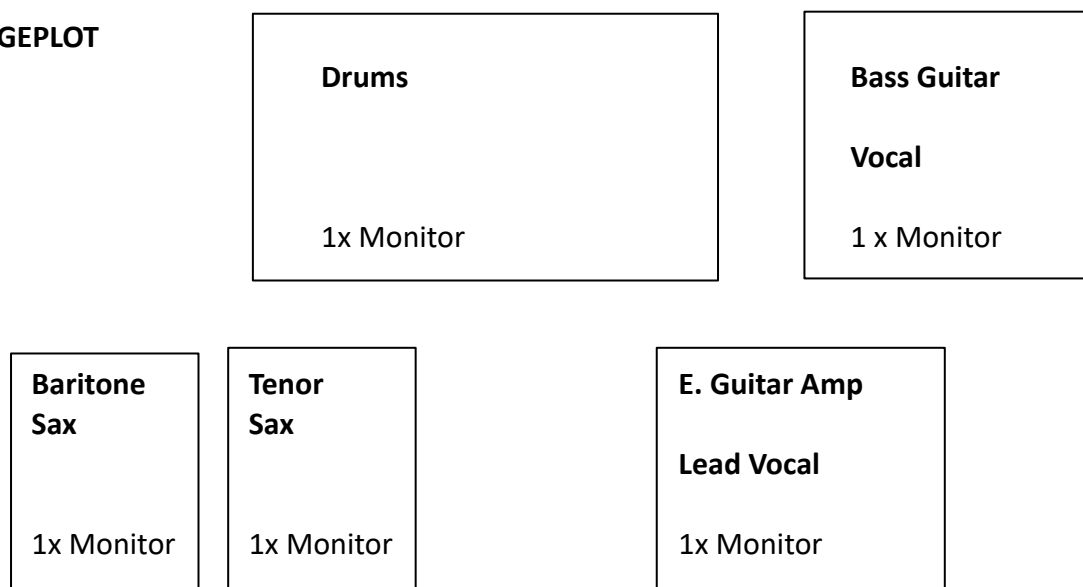 GEPLOT
Drums
1x Monitor
Bass Guitar
Vocal
1 x Monitor
Baritone
Sax
1x Monitor
Tenor
Sax
1x Monitor
E. Guitar Amp
Lead Vocal
1x Monitor